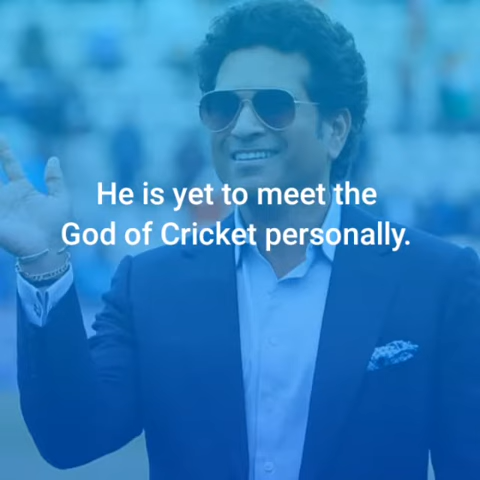 He is yet to meet the
God of Cricket personally.